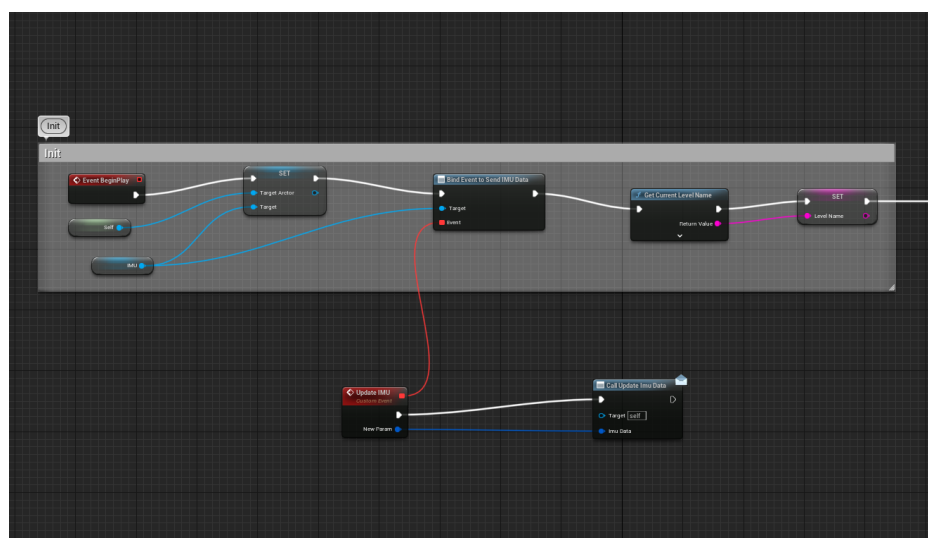 Init
Init
Event BeginPlay
SET
Target Arctor
Target
Self
IMU
Bind Event to Send IMU Data
Target
Event
Get Current Level Name
Return Value
SET
Level Name
Update IMU
Custom Event
New Param
Call Update Imu Data
Target self
Imu Data